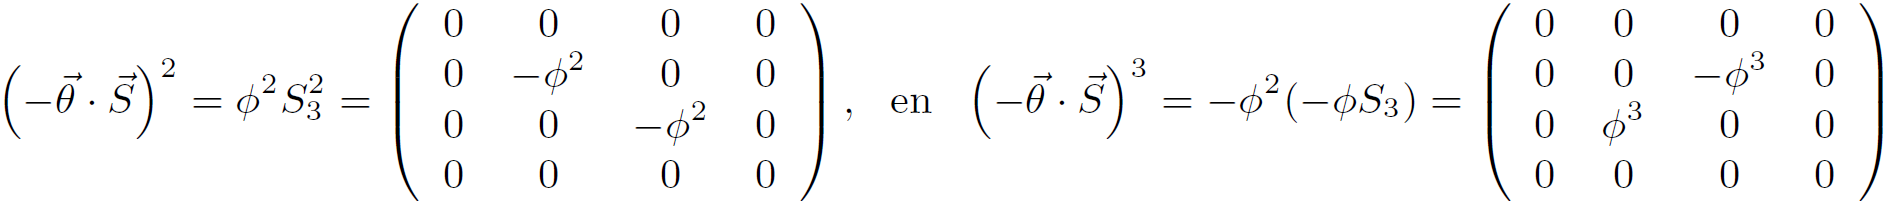 $\left(-\vec{\theta}\cdot\vec{S}\right)^2 = \phi^2 S_3^2 = \begin{pmatrix} 0 & 0 & 0 & 0 \\ 0 & -\phi^2 & 0 & 0 \\ 0 & 0 & -\phi^2 & 0 \\ 0 & 0 & 0 & 0 \end{pmatrix}, \text{ en } \left(-\vec{\theta}\cdot\vec{S}\right)^3 = -\phi^2(-\phi S_3) = \begin{pmatrix} 0 & 0 & 0 & 0 \\ 0 & 0 & -\phi^3 & 0 \\ 0 & \phi^3 & 0 & 0 \\ 0 & 0 & 0 & 0 \end{pmatrix}$